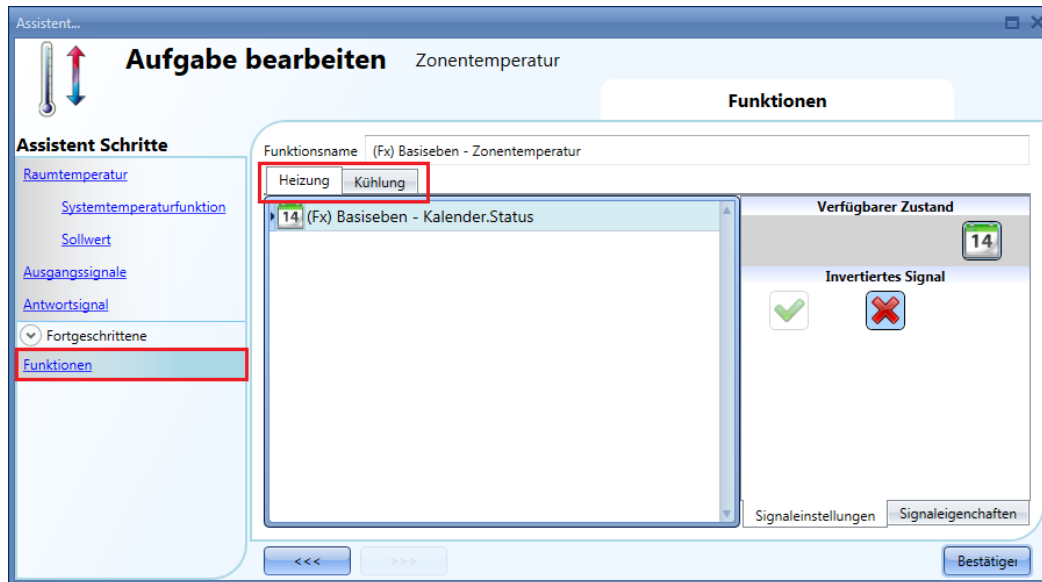 Assistent...
Aufgabe bearbeiten Zonentemperatur
Funktionen
Assistent Schritte
Raumtemperatur
Systemtemperaturfunktion
Sollwert
Ausgangssignale
Antwortsignal
Fortgeschrittene
Funktionen
Funktionsname (Fx) Basiseben - Zonentemperatur
Heizung Kühlung
14 (Fx) Basiseben - Kalender.Status
Verfügbarer Zustand
14
Invertiertes Signal
Signaleinstellungen Signaleigenchaften
<<< >>> Bestätiger